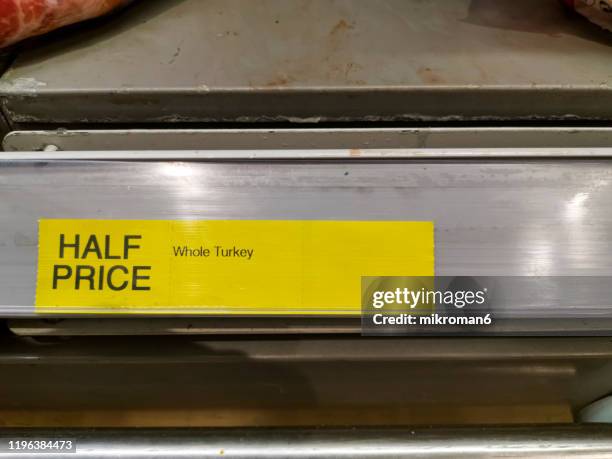 HALF
PRICE
Whole Turkey
gettyimages
Credit: mikroman6
1196384473